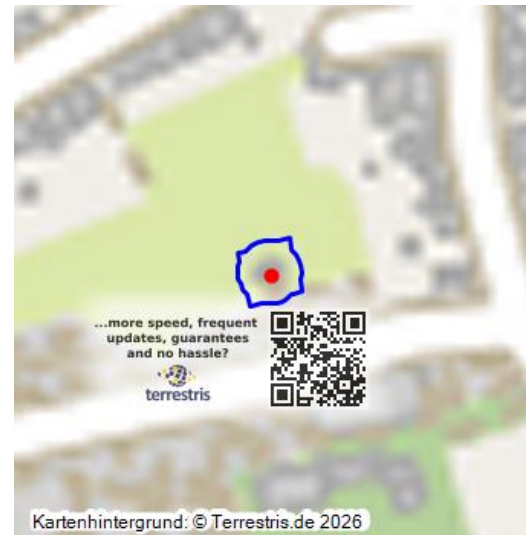 ...more speed, frequent
updates, guarantees
and no hassle?
terrestris
Kartenhintergrund: © Terrestris.de 2026